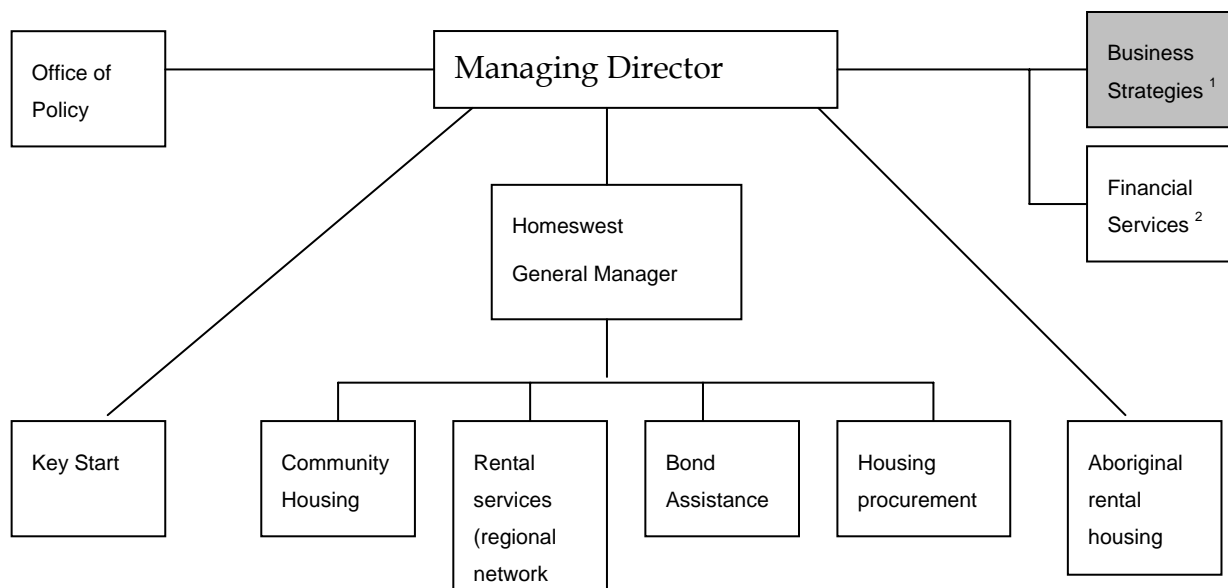 Office of
Policy
Managing Director
Business
Strategies 1
Financial
Services 2
Homeswest
General Manager
Key Start
Community
Housing
Rental
services
(regional
network
Bond
Assistance
Housing
procurement
Aboriginal
rental
housing